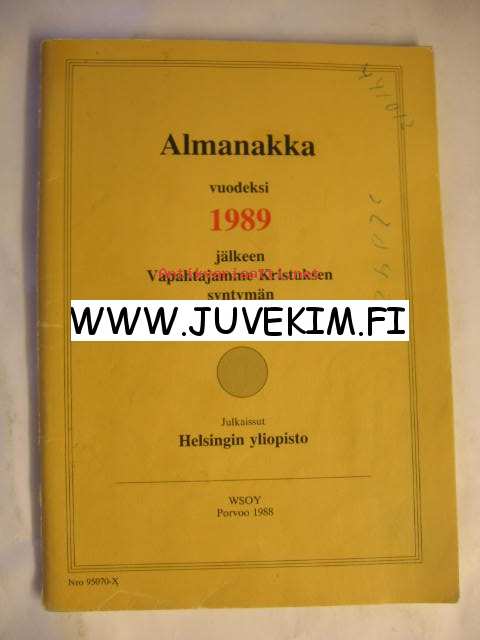 Almanakka
vuodeksi
1989
jälkeen
Vapahtajamme Kristuksen
syntymän
WWW.JUVEKIM.FI
Julkaissut
Helsingin yliopisto
WSOY
Porvoo 1988
Nro 95070-X